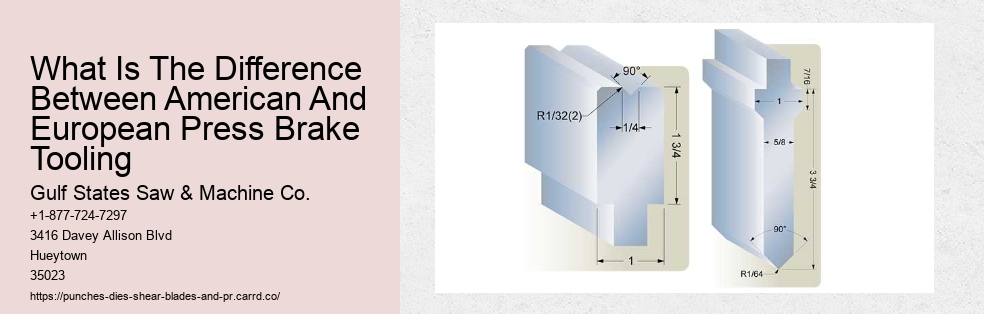 What Is The Difference
Between American And
European Press Brake
Tooling
Gulf States Saw & Machine Co.
+1-877-724-7297
3416 Davey Allison Blvd
Hueytown
35023
https://punches-dies-shear-blades-and-pr.carrd.co/
90°
R1/32(2)
1/4
1 3/4
1
7/16
1
5/8
3 3/4
90°
R1/64